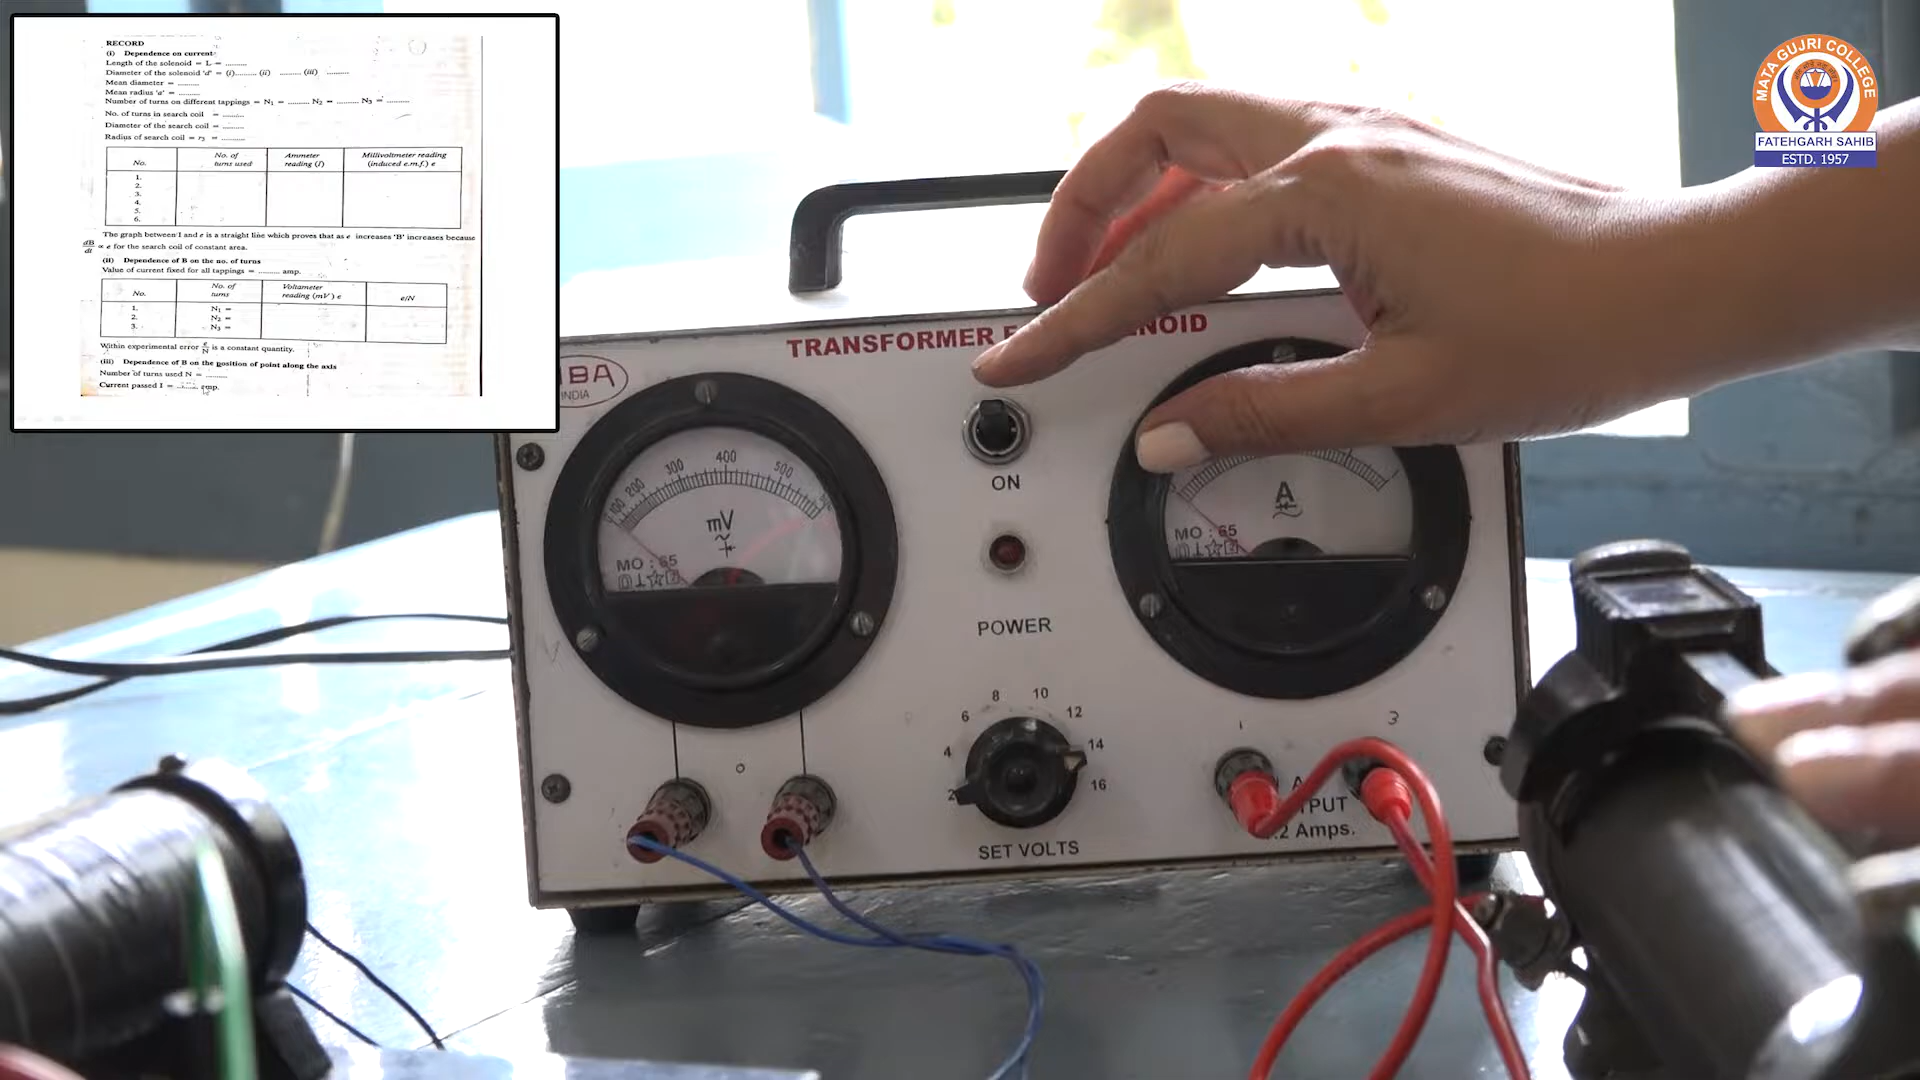 RECORD
(i) Dependence on current
Length of the solenoid = L = ..........
Diameter of the solenoid 'd' = (i).......... (ii) .......... (iii) ..........
Mean diameter = ..........
Mean radius 'a' = ..........
Number of turns on different tappings = N₁ = .......... N₂ = .......... N₃ = ..........
No. of turns in search coil = ..........
Diameter of the search coil = ..........
Radius of search coil = r₃ = ..........
No. No. of turns used Ammeter reading (I) Millivoltmeter reading (induced e.m.f.) e
1.
2.
3.
4.
5.
6.
The graph between I and e is a straight line which proves that as e increases 'B' increases because
dB/dt ∝ e for the search coil of constant area.
(ii) Dependence of B on the no. of turns
Value of current fixed for all tappings = .......... amp.
No. No. of turns Voltameter reading (mV) e e/N
1. N₁ =
2. N₂ =
3. N₃ =
Within experimental error e/N is a constant quantity.
(iii) Dependence of B on the position of point along the axis
Number of turns used N = ..........
Current passed I = .......... amp.
MATA GUJRI COLLEGE
FATEHGARH SAHIB
ESTD. 1957
TRANSFORMER F NOID
BA
INDIA
100 200 300 400 500
mV
MO : 65
ON
A
MO : 65
POWER
2 4 6 8 10 12 14 16
SET VOLTS
1 3
A
TPUT
2 Amps.